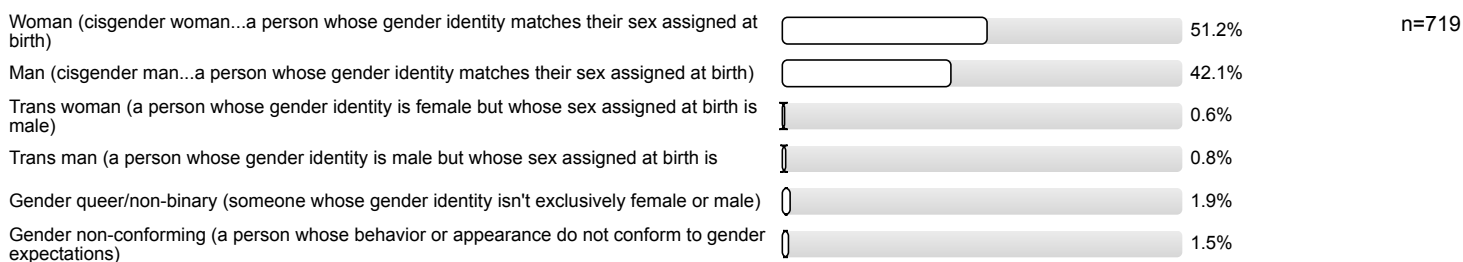 Woman (cisgender woman...a person whose gender identity matches their sex assigned at
birth)
51.2%
n=719
Man (cisgender man...a person whose gender identity matches their sex assigned at birth)
42.1%
Trans woman (a person whose gender identity is female but whose sex assigned at birth is
male)
0.6%
Trans man (a person whose gender identity is male but whose sex assigned at birth is
0.8%
Gender queer/non-binary (someone whose gender identity isn't exclusively female or male)
1.9%
Gender non-conforming (a person whose behavior or appearance do not conform to gender
expectations)
1.5%